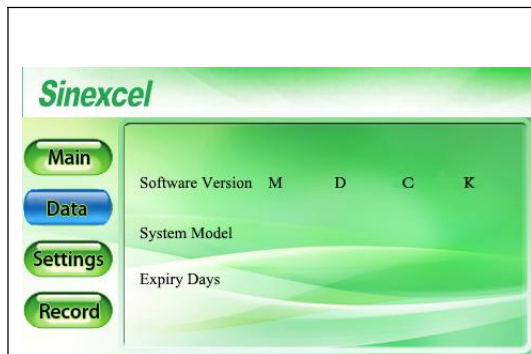 Sinexcel
Main
Data
Settings
Record
Software Version M D C K
System Model
Expiry Days